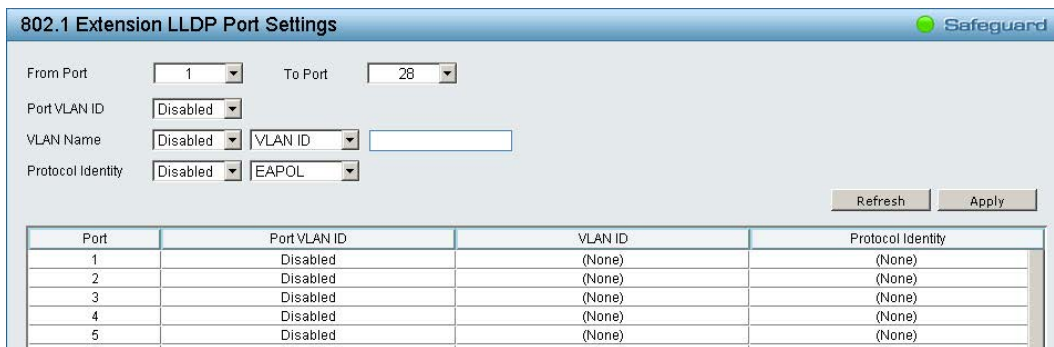 802.1 Extension LLDP Port Settings Safeguard
From Port 1 To Port 28
Port VLAN ID Disabled
VLAN Name Disabled VLAN ID
Protocol Identity Disabled EAPOL
Refresh Apply
Port Port VLAN ID VLAN ID Protocol Identity
1 Disabled (None) (None)
2 Disabled (None) (None)
3 Disabled (None) (None)
4 Disabled (None) (None)
5 Disabled (None) (None)